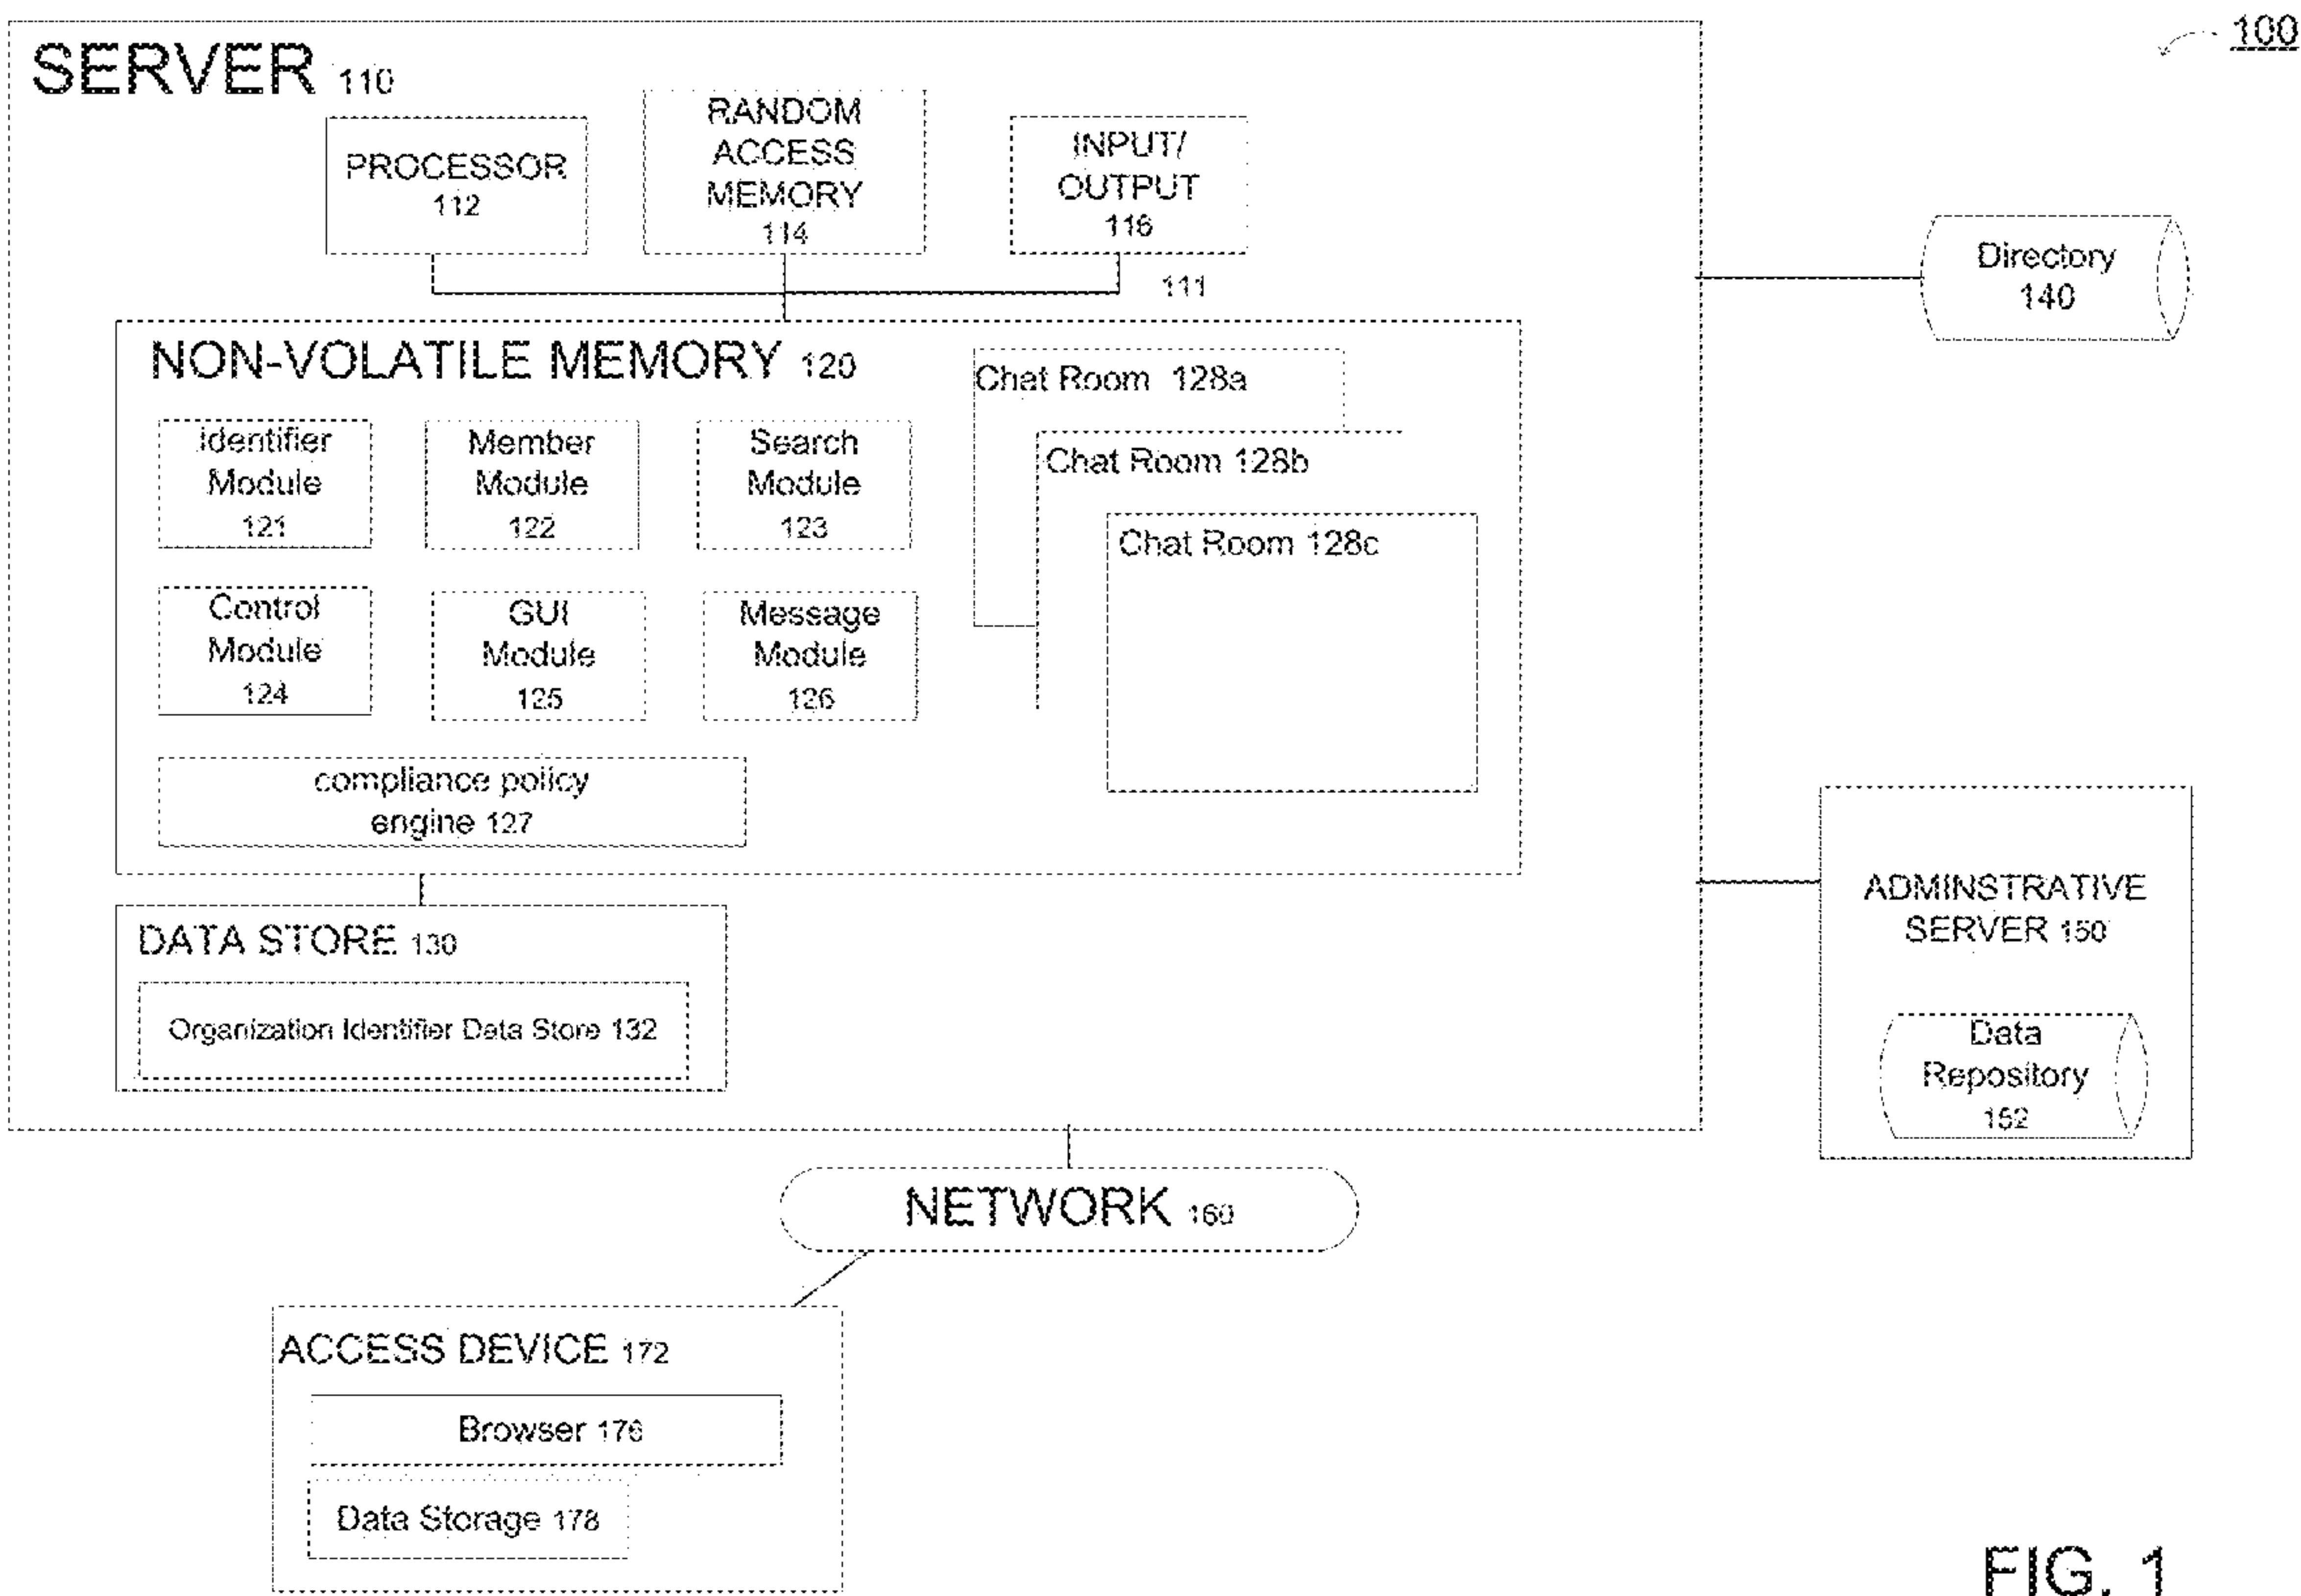 100
SERVER 110
PROCESSOR
112
RANDOM
ACCESS
MEMORY
114
INPUT/
OUTPUT
116
111
Directory
140
NON-VOLATILE MEMORY 120
Identifier
Module
121
Member
Module
122
Search
Module
123
Control
Module
124
GUI
Module
125
Message
Module
126
compliance policy
engine 127
Chat Room 128a
Chat Room 128b
Chat Room 128c
DATA STORE 130
Organization Identifier Data Store 132
ADMINSTRATIVE
SERVER 150
Data
Repository
152
NETWORK 160
ACCESS DEVICE 172
Browser 176
Data Storage 178
FIG. 1